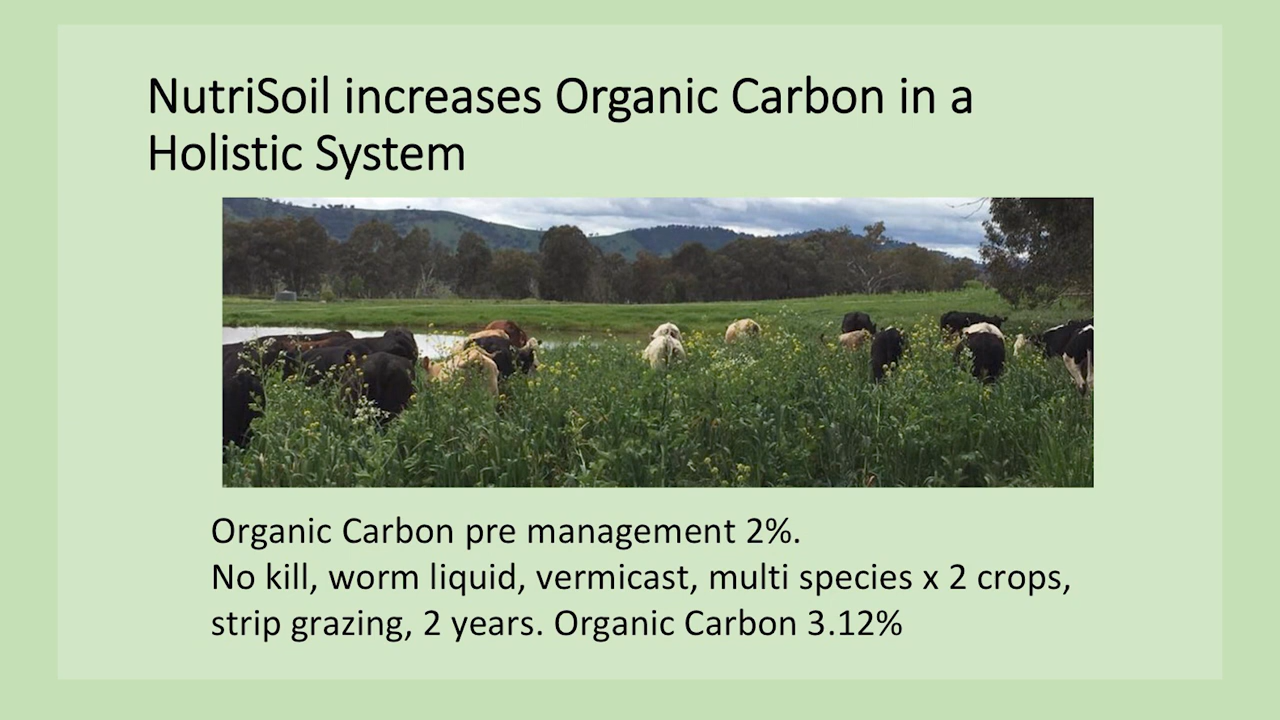 NutriSoil increases Organic Carbon in a
Holistic System
Organic Carbon pre management 2%.
No kill, worm liquid, vermicast, multi species x 2 crops,
strip grazing, 2 years. Organic Carbon 3.12%